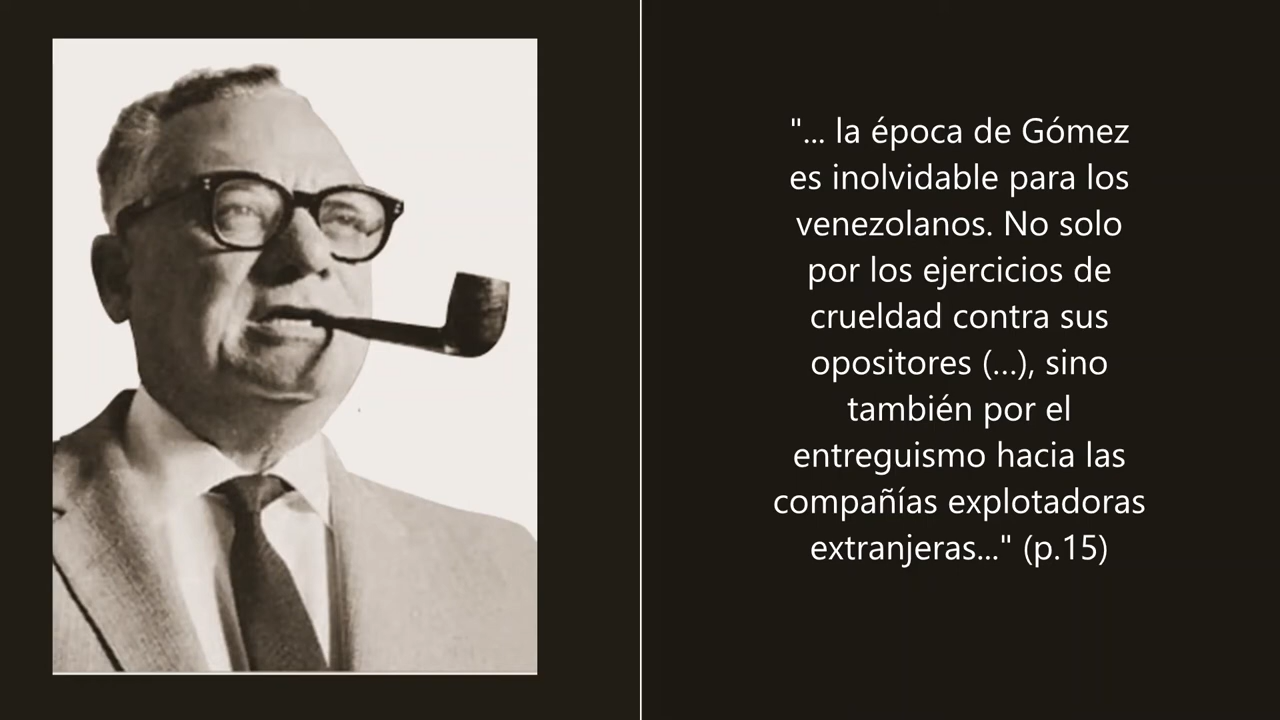 "... la época de Gómez
es inolvidable para los
venezolanos. No solo
por los ejercicios de
crueldad contra sus
opositores (...), sino
también por el
entreguismo hacia las
compañías explotadoras
extranjeras..." (p.15)